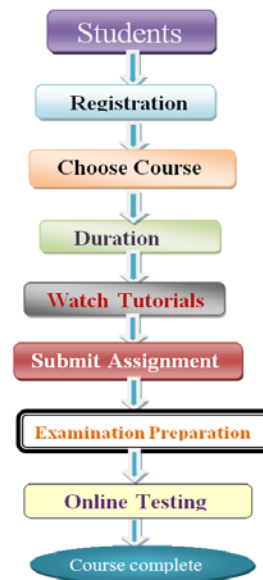 Students
Registration
Choose Course
Duration
Watch Tutorials
Submit Assignment
Examination Preparation
Online Testing
Course complete